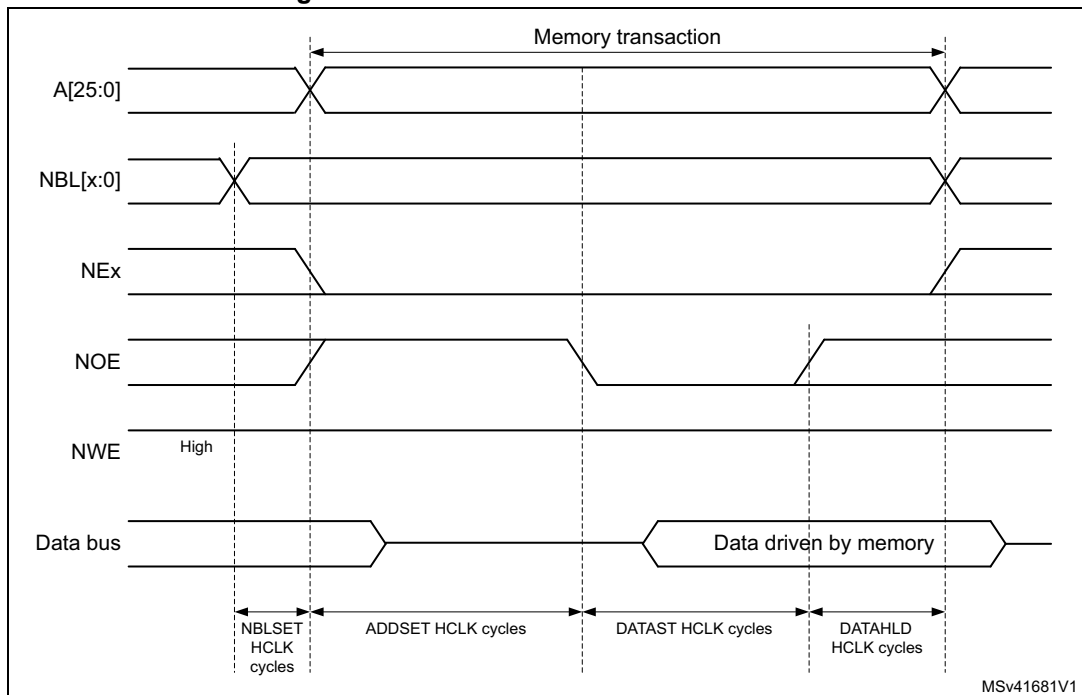 g
Memory transaction
A[25:0]
NBL[x:0]
NEx
NOE
High
NWE
Data bus
Data driven by memory
NBLSET
HCLK
cycles
ADDSET HCLK cycles
DATAST HCLK cycles
DATAHLD
HCLK cycles
MSv41681V1